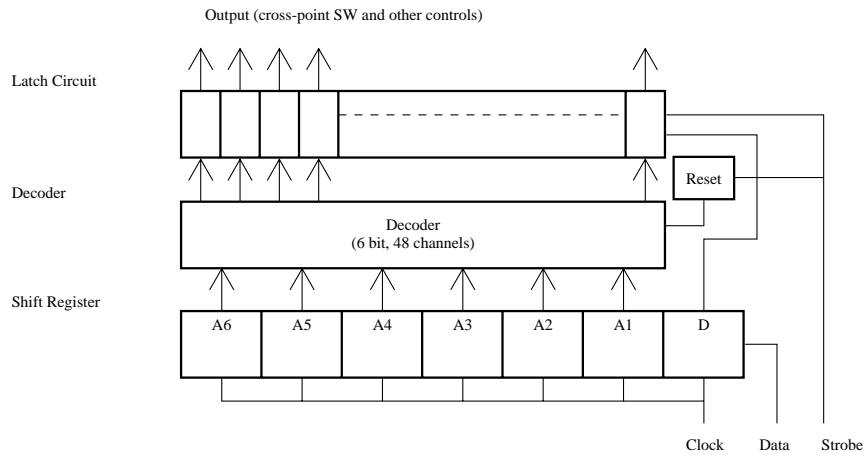 Output (cross-point SW and other controls)
Latch Circuit
Decoder
Reset
Decoder
(6 bit, 48 channels)
Shift Register
A6 A5 A4 A3 A2 A1 D
Clock Data Strobe